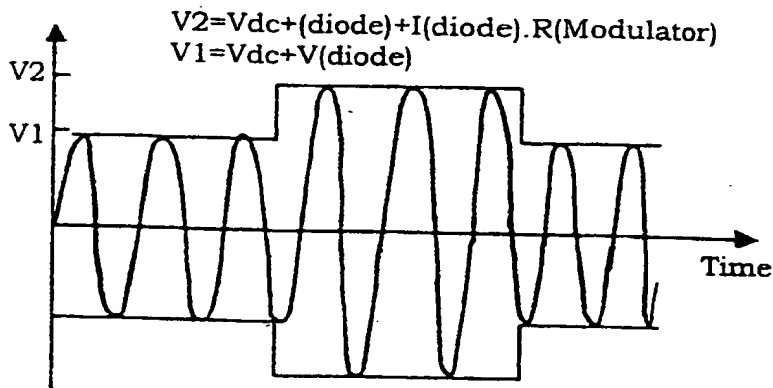 V2=Vdc+(diode)+I(diode).R(Modulator)
V1=Vdc+V(diode)
V2
V1
Time